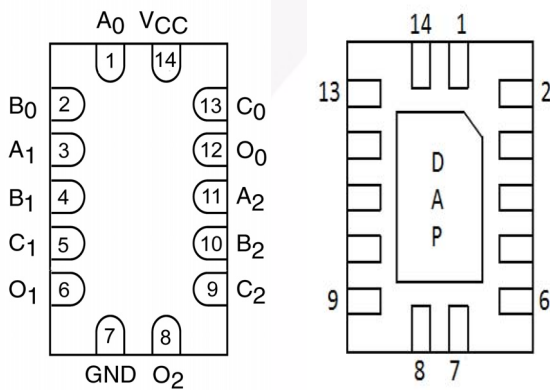 A0 VCC
1 14
B0 2 13 C0
A1 3 12 O0
B1 4 11 A2
C1 5 10 B2
O1 6 9 C2
7 8
GND O2
14 1
13 2
D
A
P
9 6
8 7